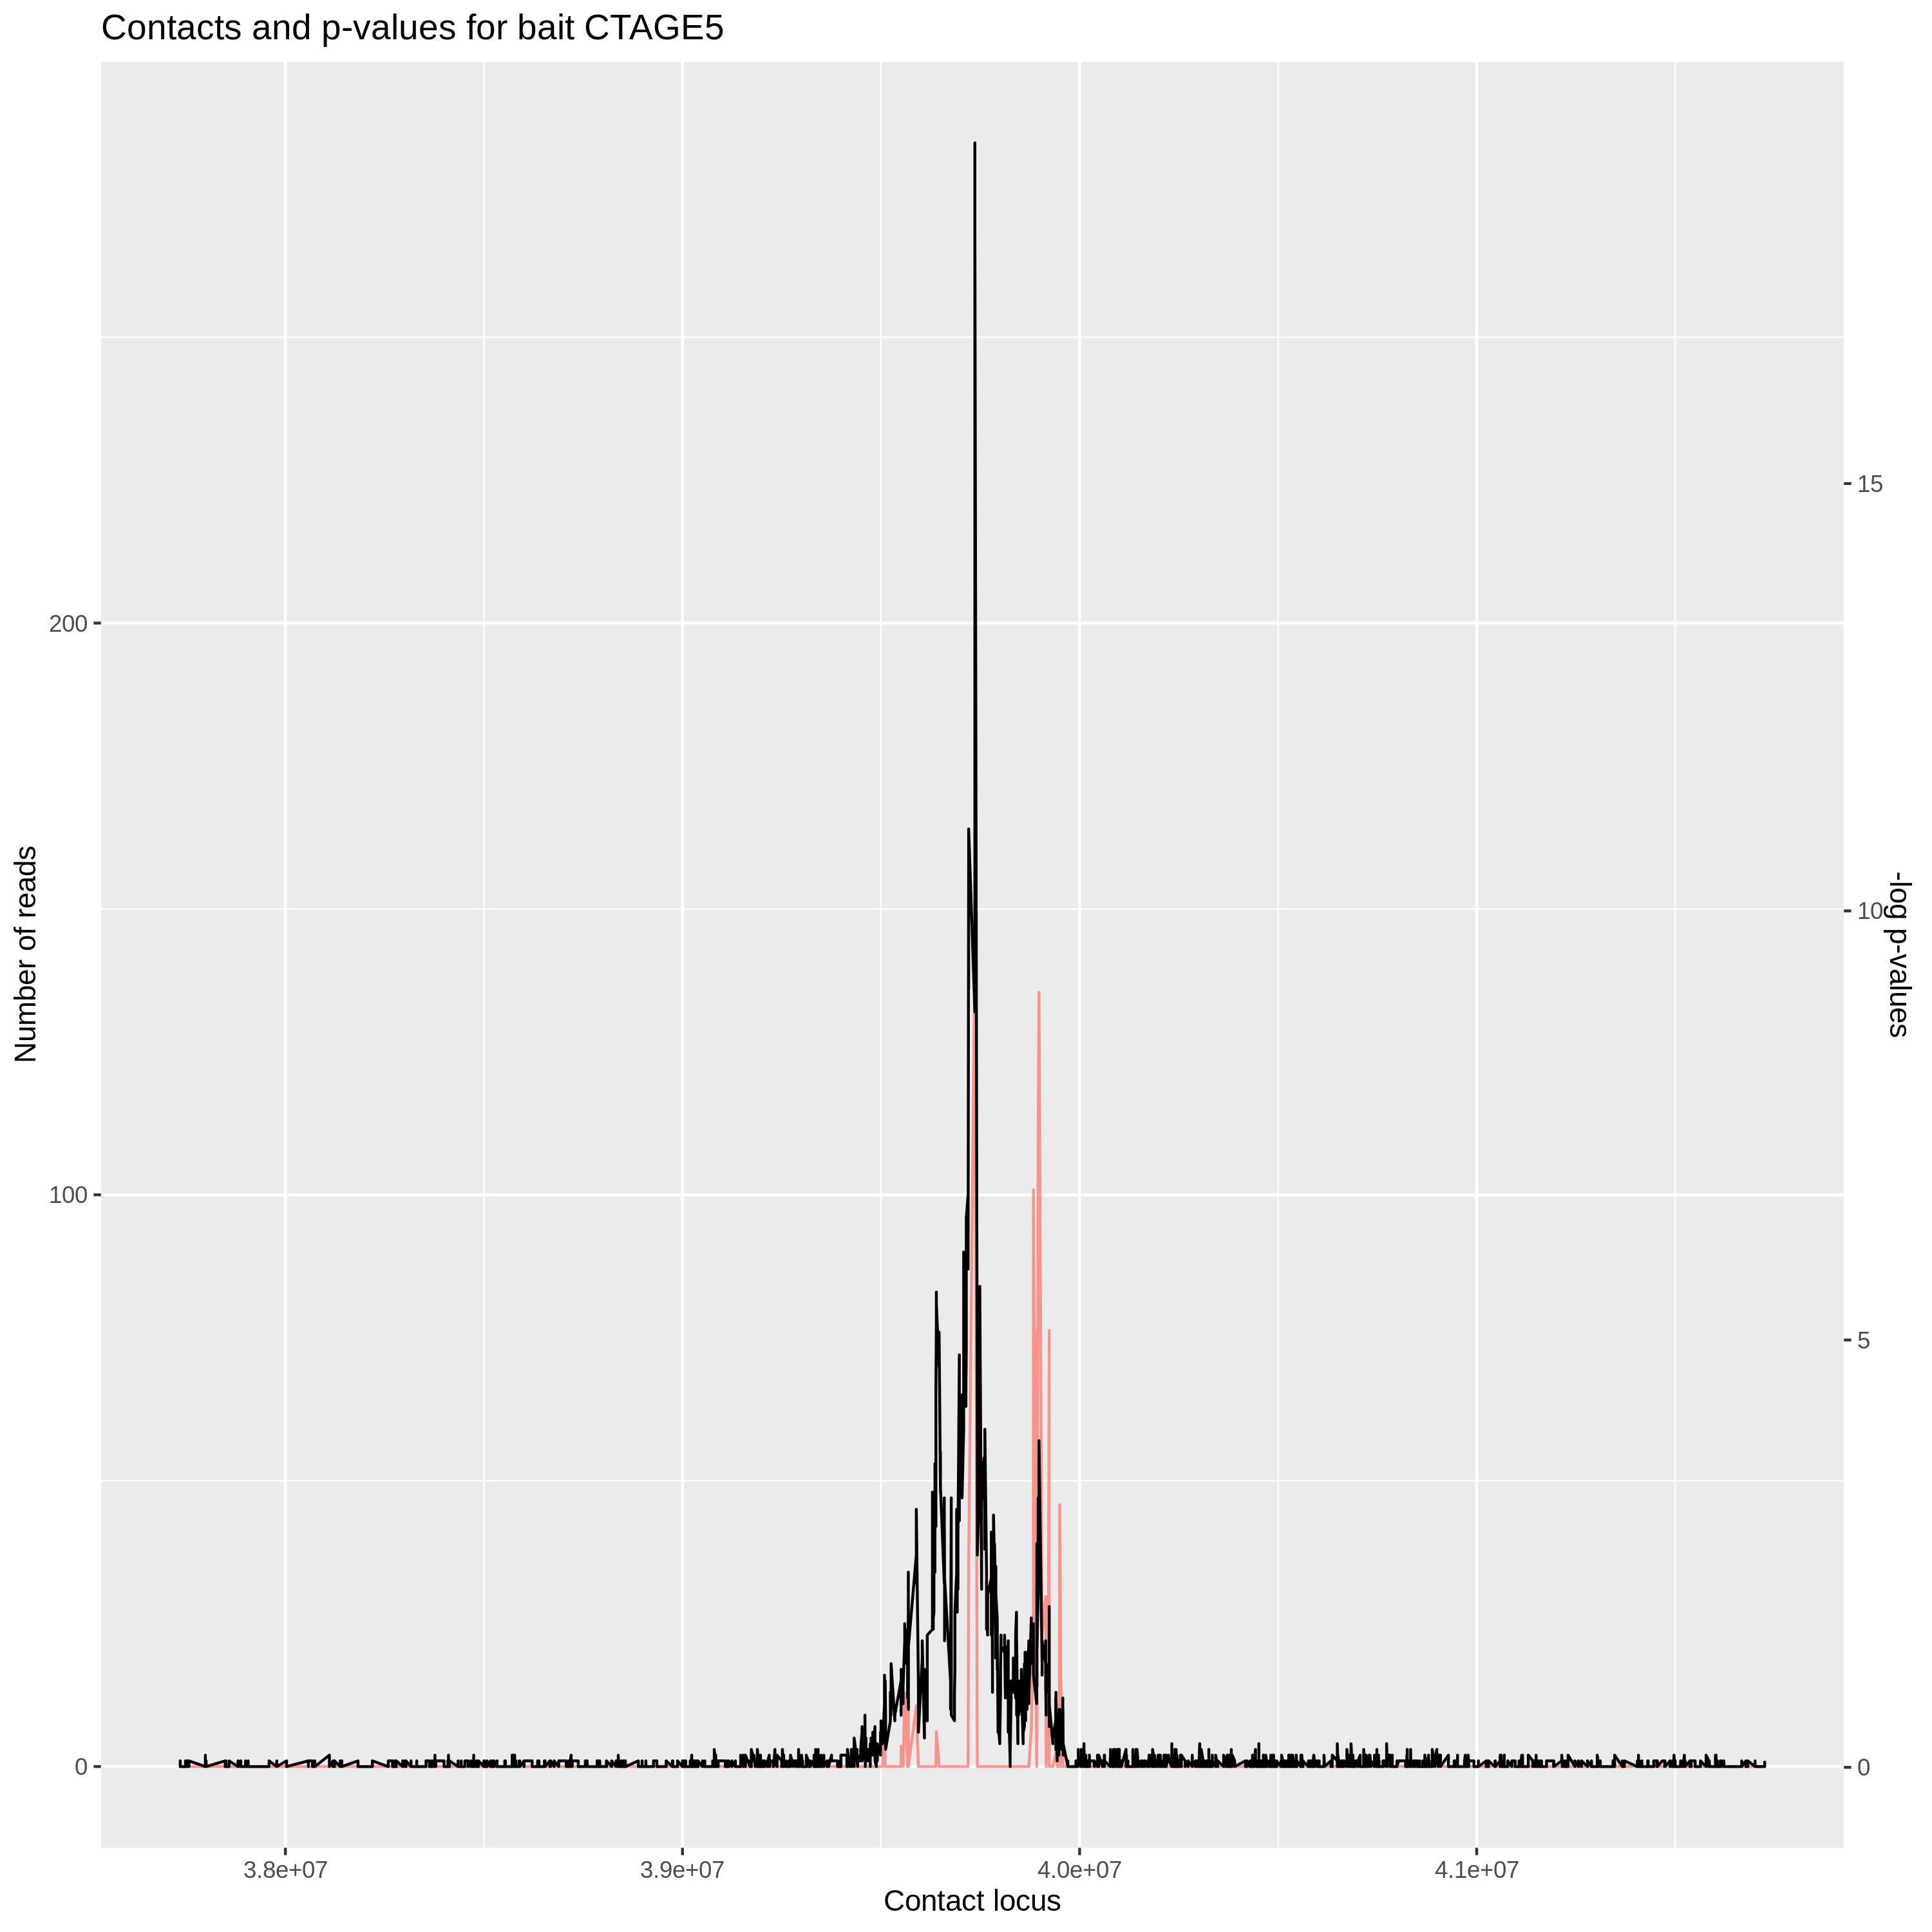 Contacts and p-values for bait CTAGE5
Number of reads
200
100
0
15
10
5
0
-log p-values
3.8e+07 3.9e+07 4.0e+07 4.1e+07
Contact locus